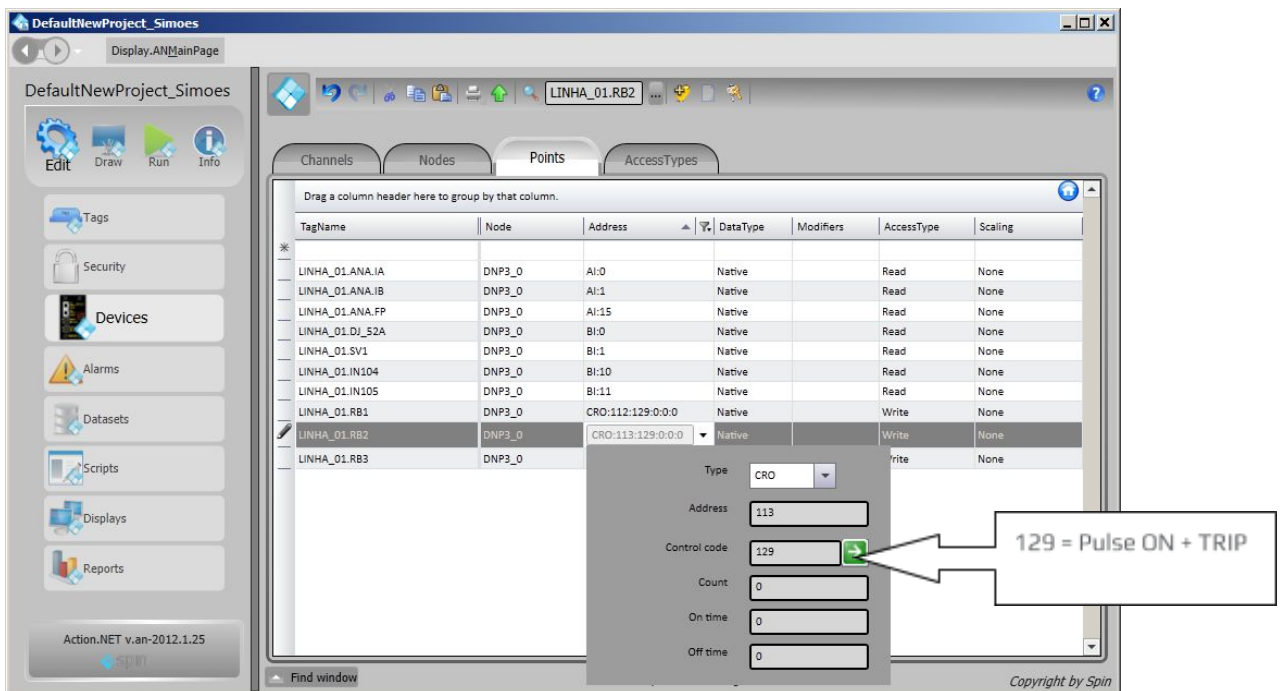 DefaultNewProject_Simoes
Display.ANMainPage
DefaultNewProject_Simoes
Edit Draw Run Info
Tags
Security
Devices
Alarms
Datasets
Scripts
Displays
Reports
Action.NET v.an-2012.1.25
spin
LINHA_01.RB2 ...
Channels Nodes Points AccessTypes
Drag a column header here to group by that column.
TagName Node Address DataType Modifiers AccessType Scaling
LINHA_01.ANA.IA DNP3_0 AI:0 Native Read None
LINHA_01.ANA.IB DNP3_0 AI:1 Native Read None
LINHA_01.ANA.FP DNP3_0 AI:15 Native Read None
LINHA_01.DJ_52A DNP3_0 BI:0 Native Read None
LINHA_01.SV1 DNP3_0 BI:1 Native Read None
LINHA_01.IN104 DNP3_0 BI:10 Native Read None
LINHA_01.IN105 DNP3_0 BI:11 Native Read None
LINHA_01.RB1 DNP3_0 CRO:112:129:0:0:0 Native Write None
LINHA_01.RB2 DNP3_0 CRO:113:129:0:0:0 Native Write None
LINHA_01.RB3 DNP3_0 None
Type CRO
Address 113
Control code 129
Count 0
On time 0
Off time 0
129 = Pulse ON + TRIP
Find window
Copyright by Spin